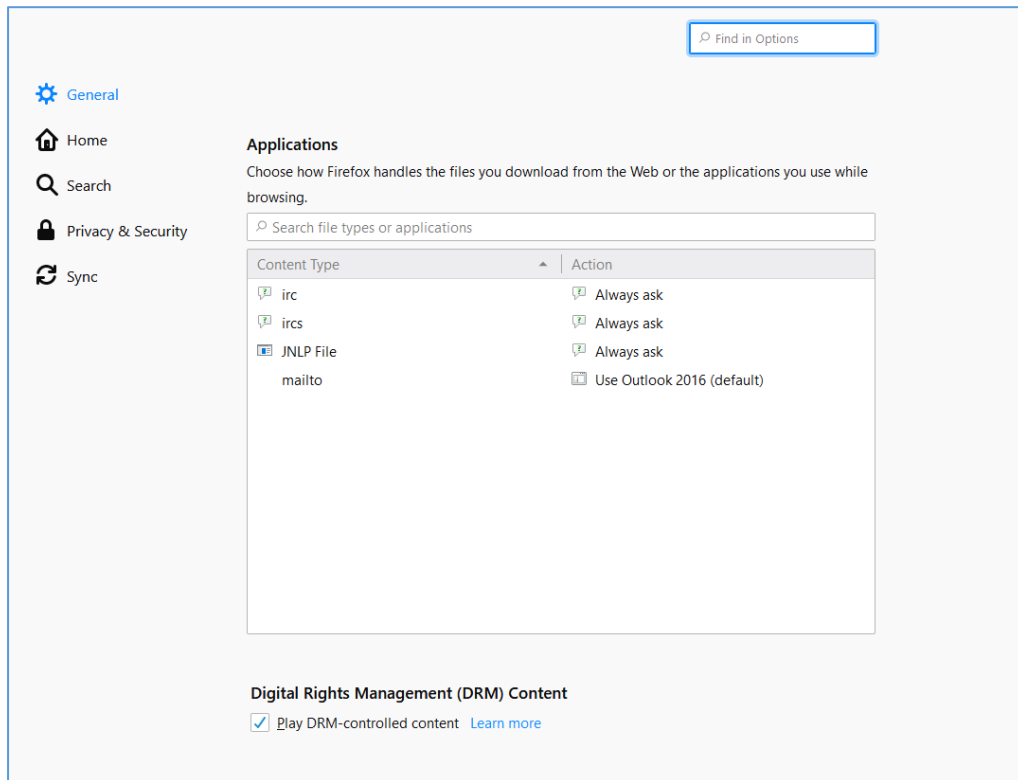 Find in Options
General
Home
Search
Privacy & Security
Sync
Applications
Choose how Firefox handles the files you download from the Web or the applications you use while
browsing.
Search file types or applications
Content Type Action
irc Always ask
ircs Always ask
JNLP File Always ask
mailto Use Outlook 2016 (default)
Digital Rights Management (DRM) Content
Play DRM-controlled content Learn more